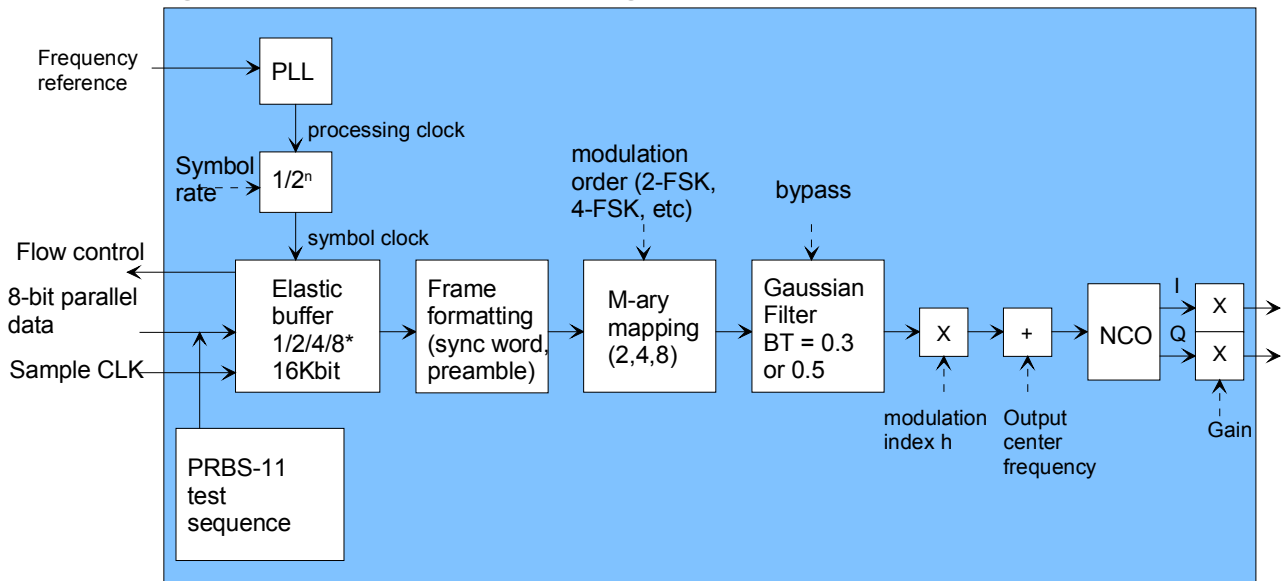 Frequency
reference
PLL
processing clock
Symbol
rate
1/2ⁿ
symbol clock
modulation
order (2-FSK,
4-FSK, etc)
bypass
Flow control
8-bit parallel
data
Sample CLK
Elastic
buffer
1/2/4/8*
16Kbit
Frame
formatting
(sync word,
preamble)
M-ary
mapping
(2,4,8)
Gaussian
Filter
BT = 0.3
or 0.5
X
+
NCO
I
Q
X
X
modulation
index h
Output
center
frequency
Gain
PRBS-11
test
sequence